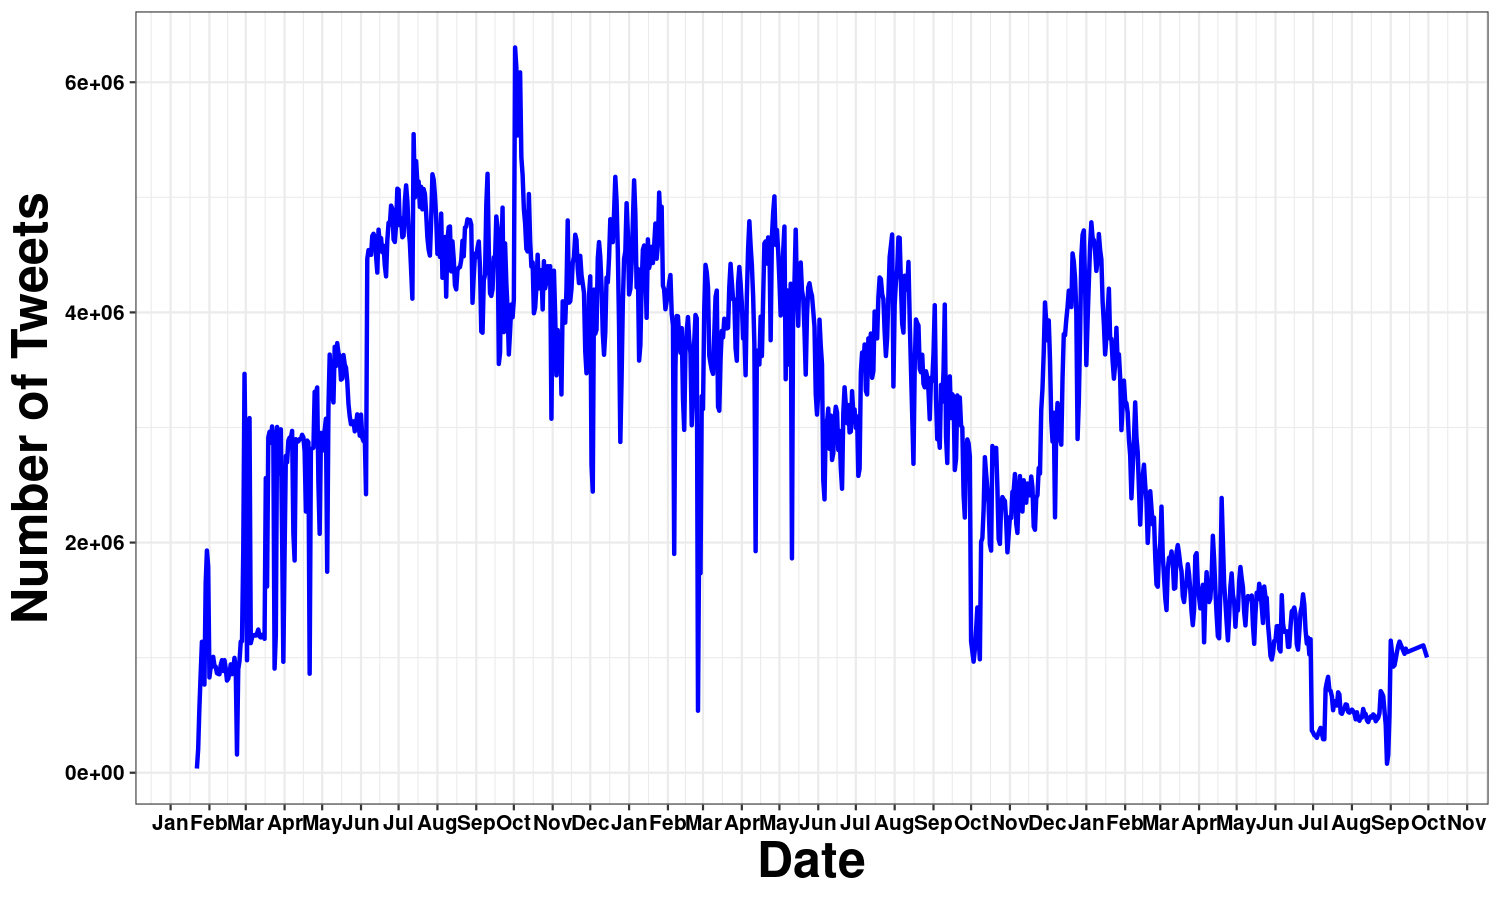 Number of Tweets
6e+06
4e+06
2e+06
0e+00
Jan Feb Mar Apr May Jun Jul Aug Sep Oct Nov Dec Jan Feb Mar Apr May Jun Jul Aug Sep Oct Nov Dec Jan Feb Mar Apr May Jun Jul Aug Sep Oct Nov
Date